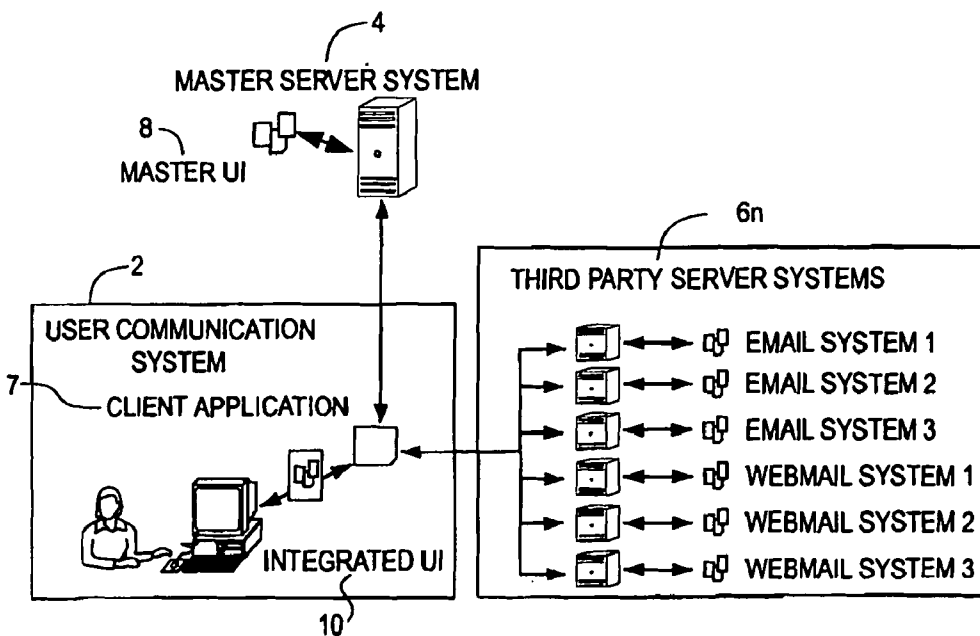 4
MASTER SERVER SYSTEM
8
MASTER UI
6n
2
THIRD PARTY SERVER SYSTEMS
USER COMMUNICATION
SYSTEM
7
CLIENT APPLICATION
EMAIL SYSTEM 1
EMAIL SYSTEM 2
EMAIL SYSTEM 3
WEBMAIL SYSTEM 1
WEBMAIL SYSTEM 2
WEBMAIL SYSTEM 3
INTEGRATED UI
10